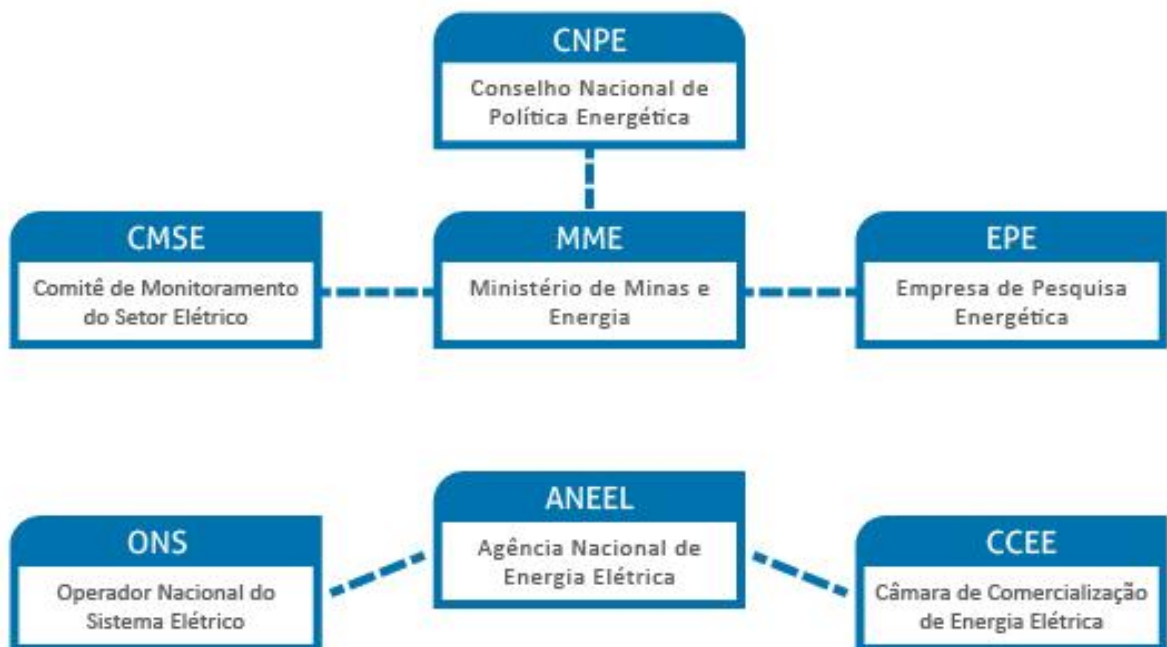 CNPE
Conselho Nacional de
Política Energética
CMSE
Comitê de Monitoramento
do Setor Elétrico
MME
Ministério de Minas e
Energia
EPE
Empresa de Pesquisa
Energética
ANEEL
Agência Nacional de
Energia Elétrica
ONS
Operador Nacional do
Sistema Elétrico
CCEE
Câmara de Comercialização
de Energia Elétrica